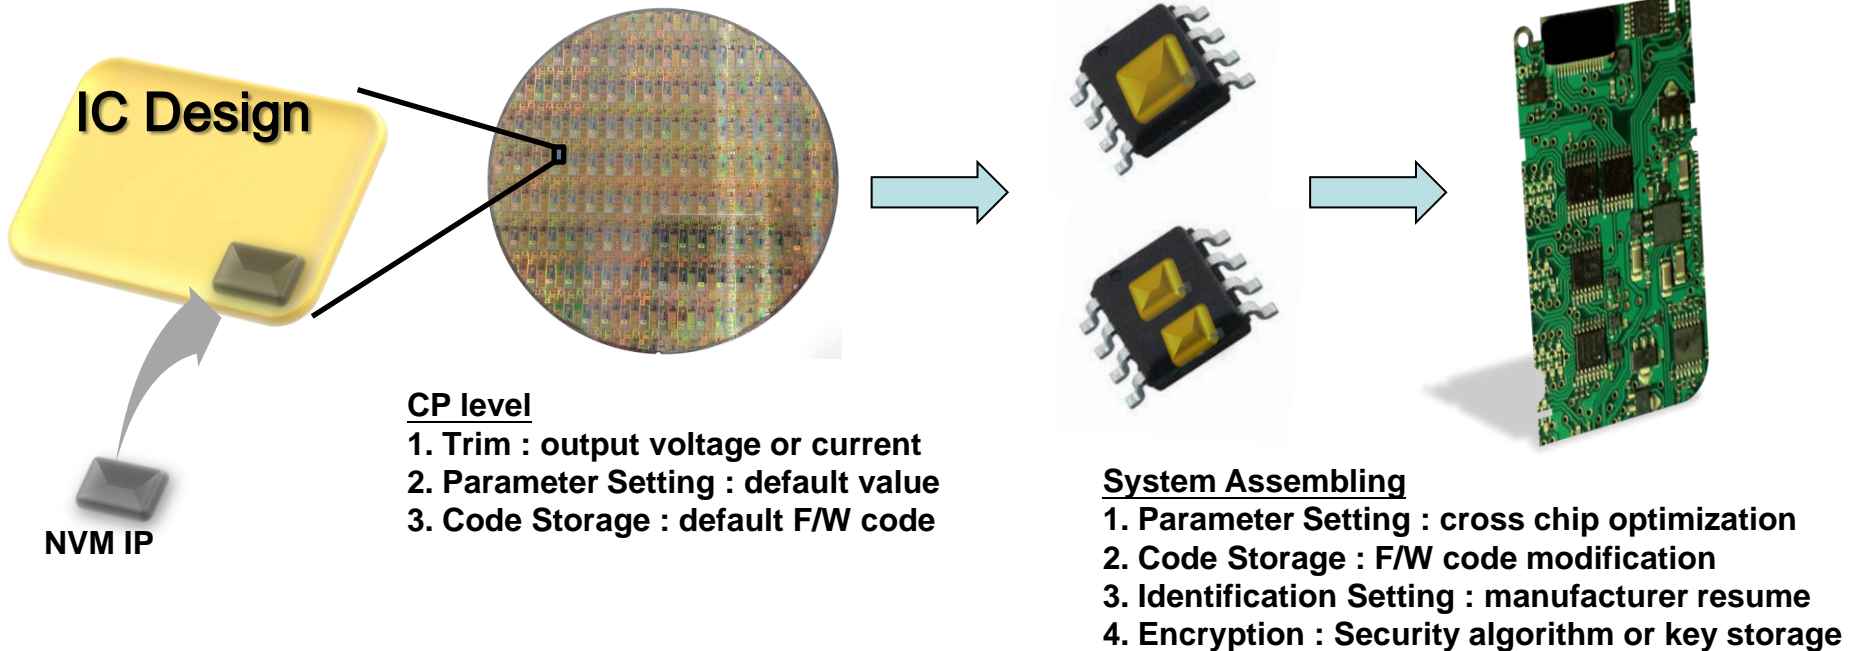 IC Design
NVM IP
CP level
1. Trim : output voltage or current
2. Parameter Setting : default value
3. Code Storage : default F/W code
System Assembling
1. Parameter Setting : cross chip optimization
2. Code Storage : F/W code modification
3. Identification Setting : manufacturer resume
4. Encryption : Security algorithm or key storage